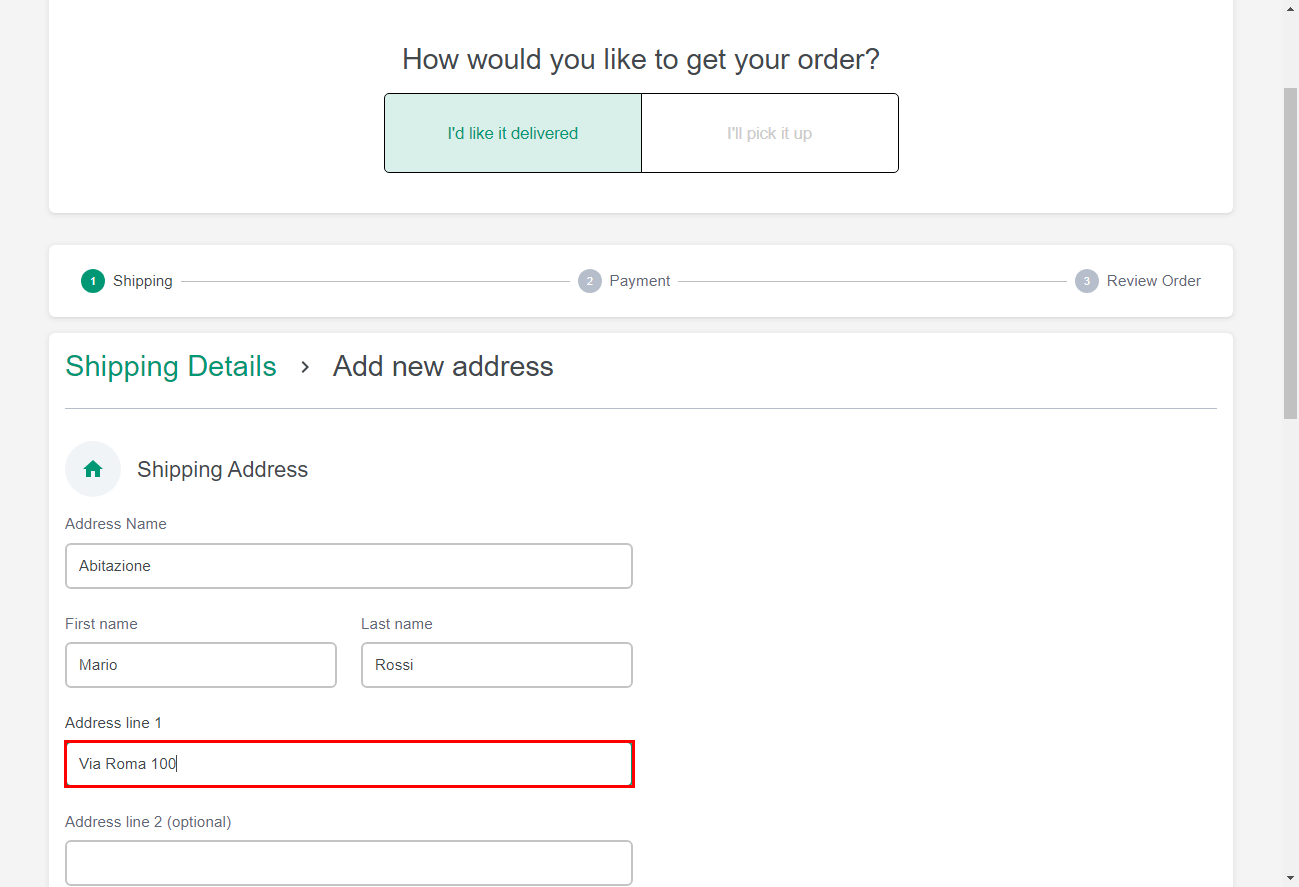 How would you like to get your order?
I'd like it delivered
I'll pick it up
1 Shipping
2 Payment
3 Review Order
Shipping Details > Add new address
Shipping Address
Address Name
Abitazione
First name
Last name
Mario
Rossi
Address line 1
Via Roma 100
Address line 2 (optional)